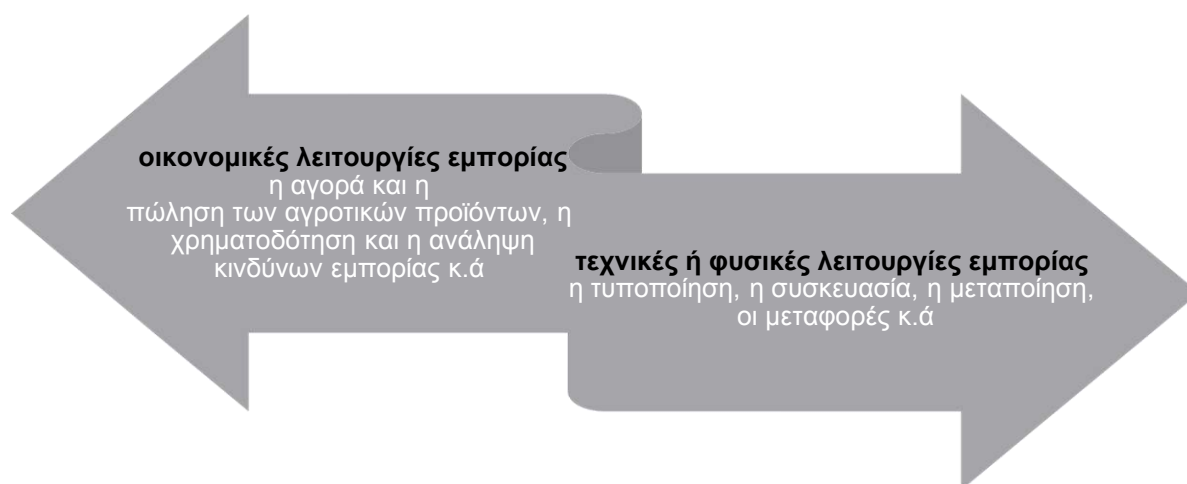 οικονομικές λειτουργίες εμπορίας
η αγορά και η
πώληση των αγροτικών προϊόντων, η
χρηματοδότηση και η ανάληψη
κινδύνων εμπορίας κ.ά
τεχνικές ή φυσικές λειτουργίες εμπορίας
η τυποποίηση, η συσκευασία, η μεταποίηση,
οι μεταφορές κ.ά